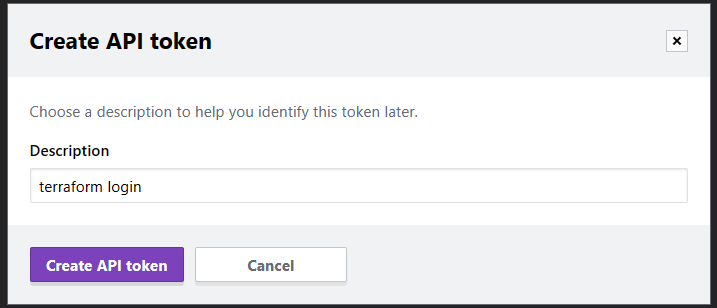 Create API token
Choose a description to help you identify this token later.
Description
terraform login
Create API token
Cancel